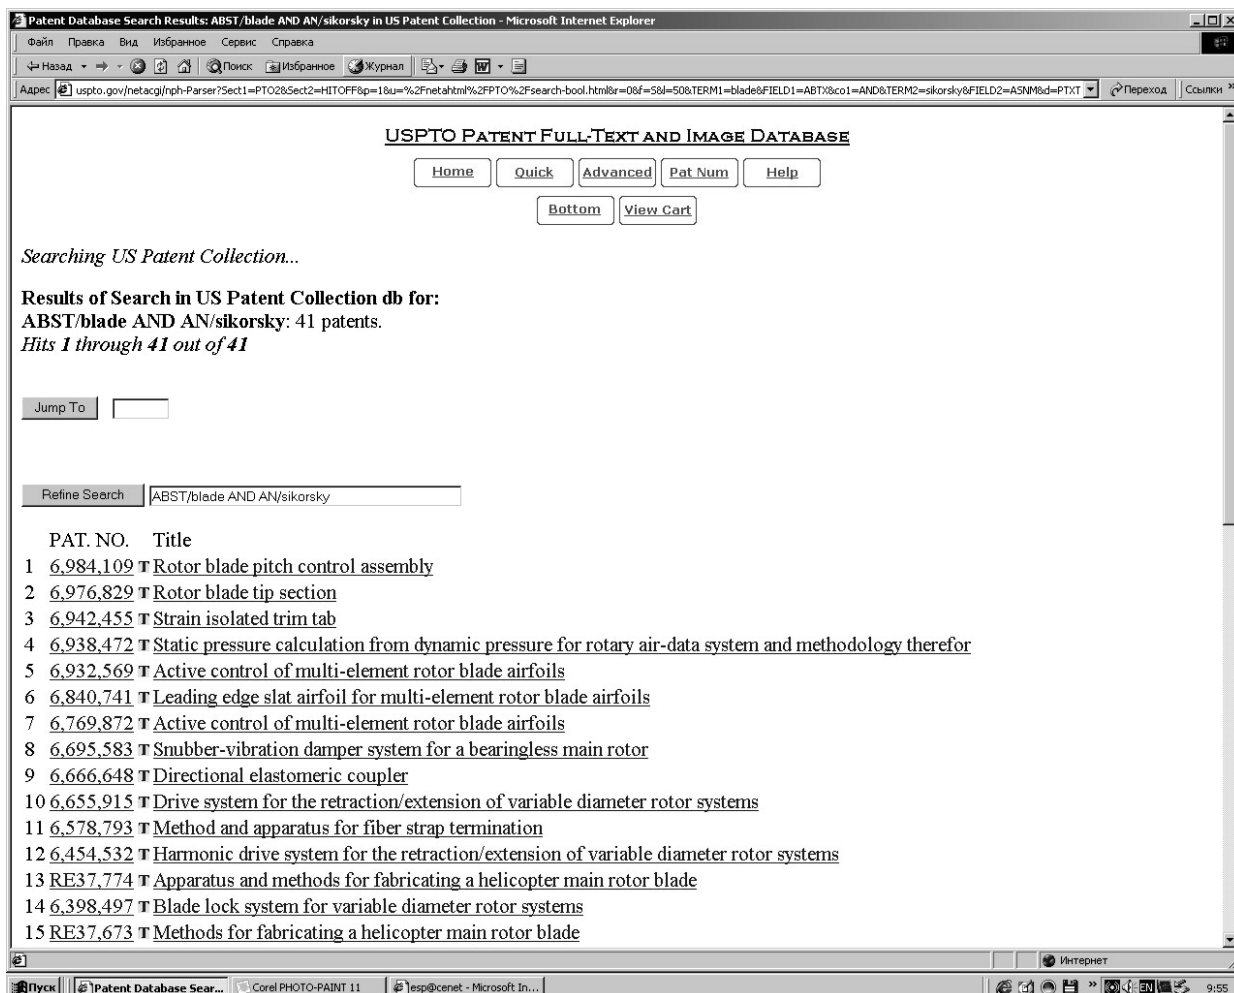 Patent Database Search Results: ABST/blade AND AN/sikorsky in US Patent Collection - Microsoft Internet Explorer
Файл Правка Вид Избранное Сервис Справка
Назад Поиск Избранное Журнал
Адрес uspto.gov/netacgi/nph-Parser?Sect1=PTO2&Sect2=HITOFF&p=1&u=%2Fnetahtml%2FPTO%2Fsearch-bool.html&r=0&f=S&l=50&TERM1=blade&FIELD1=ABTX&co1=AND&TERM2=sikorsky&FIELD2=ASNM&d=PTXT Переход Ссылки »
USPTO PATENT FULL-TEXT AND IMAGE DATABASE
Home Quick Advanced Pat Num Help
Bottom View Cart
Searching US Patent Collection...
Results of Search in US Patent Collection db for:
ABST/blade AND AN/sikorsky: 41 patents.
Hits 1 through 41 out of 41
Jump To
Refine Search ABST/blade AND AN/sikorsky
PAT. NO. Title
1 6,984,109 T Rotor blade pitch control assembly
2 6,976,829 T Rotor blade tip section
3 6,942,455 T Strain isolated trim tab
4 6,938,472 T Static pressure calculation from dynamic pressure for rotary air-data system and methodology therefor
5 6,932,569 T Active control of multi-element rotor blade airfoils
6 6,840,741 T Leading edge slat airfoil for multi-element rotor blade airfoils
7 6,769,872 T Active control of multi-element rotor blade airfoils
8 6,695,583 T Snubber-vibration damper system for a bearingless main rotor
9 6,666,648 T Directional elastomeric coupler
10 6,655,915 T Drive system for the retraction/extension of variable diameter rotor systems
11 6,578,793 T Method and apparatus for fiber strap termination
12 6,454,532 T Harmonic drive system for the retraction/extension of variable diameter rotor systems
13 RE37,774 T Apparatus and methods for fabricating a helicopter main rotor blade
14 6,398,497 T Blade lock system for variable diameter rotor systems
15 RE37,673 T Methods for fabricating a helicopter main rotor blade
Интернет
Пуск Patent Database Sear... Corel PHOTO-PAINT 11 esp@cenet - Microsoft In... » EN 9:55